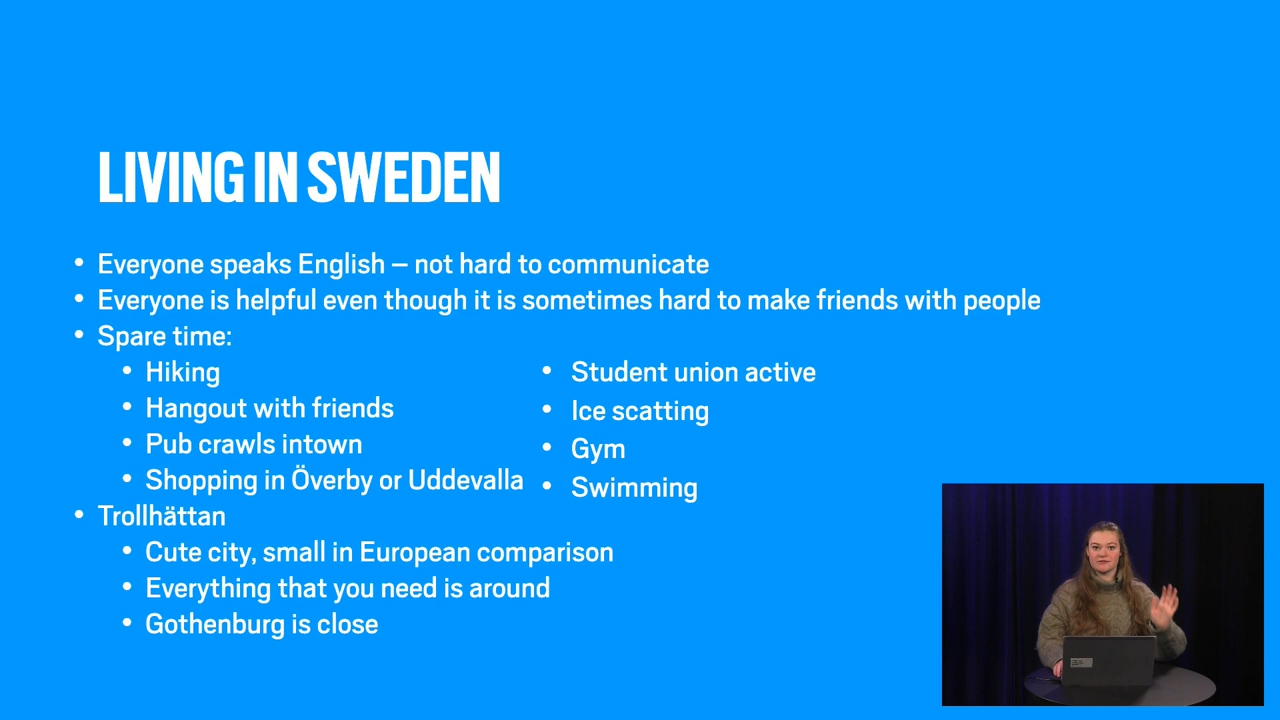 LIVING IN SWEDEN
• Everyone speaks English – not hard to communicate
• Everyone is helpful even though it is sometimes hard to make friends with people
• Spare time:
• Hiking
• Hangout with friends
• Pub crawls intown
• Shopping in Överby or Uddevalla
• Student union active
• Ice scatting
• Gym
• Swimming
• Trollhättan
• Cute city, small in European comparison
• Everything that you need is around
• Gothenburg is close